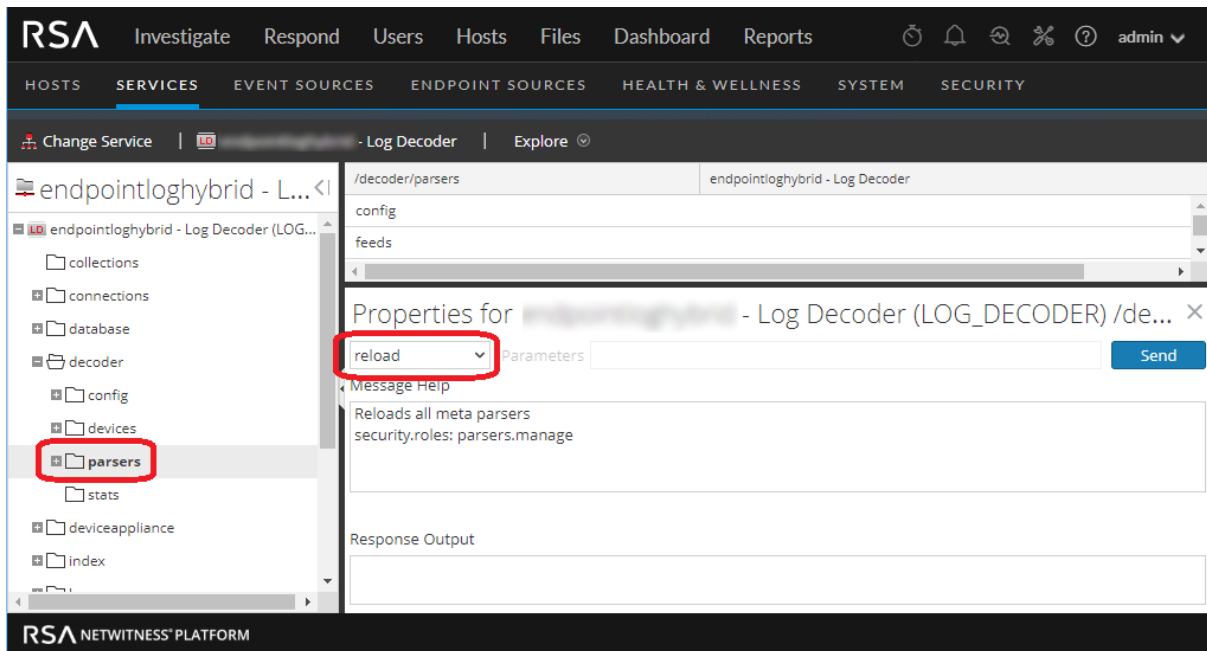 RSA Investigate Respond Users Hosts Files Dashboard Reports admin
HOSTS SERVICES EVENT SOURCES ENDPOINT SOURCES HEALTH & WELLNESS SYSTEM SECURITY
Change Service | LD - Log Decoder | Explore
endpointloghybrid - L...
LD endpointloghybrid - Log Decoder (LOG...
collections
connections
database
decoder
config
devices
parsers
stats
deviceappliance
index
/decoder/parsers endpointloghybrid - Log Decoder
config
feeds
Properties for - Log Decoder (LOG_DECODER) /de...
reload Parameters Send
Message Help
Reloads all meta parsers
security.roles: parsers.manage
Response Output
RSA NETWITNESS® PLATFORM